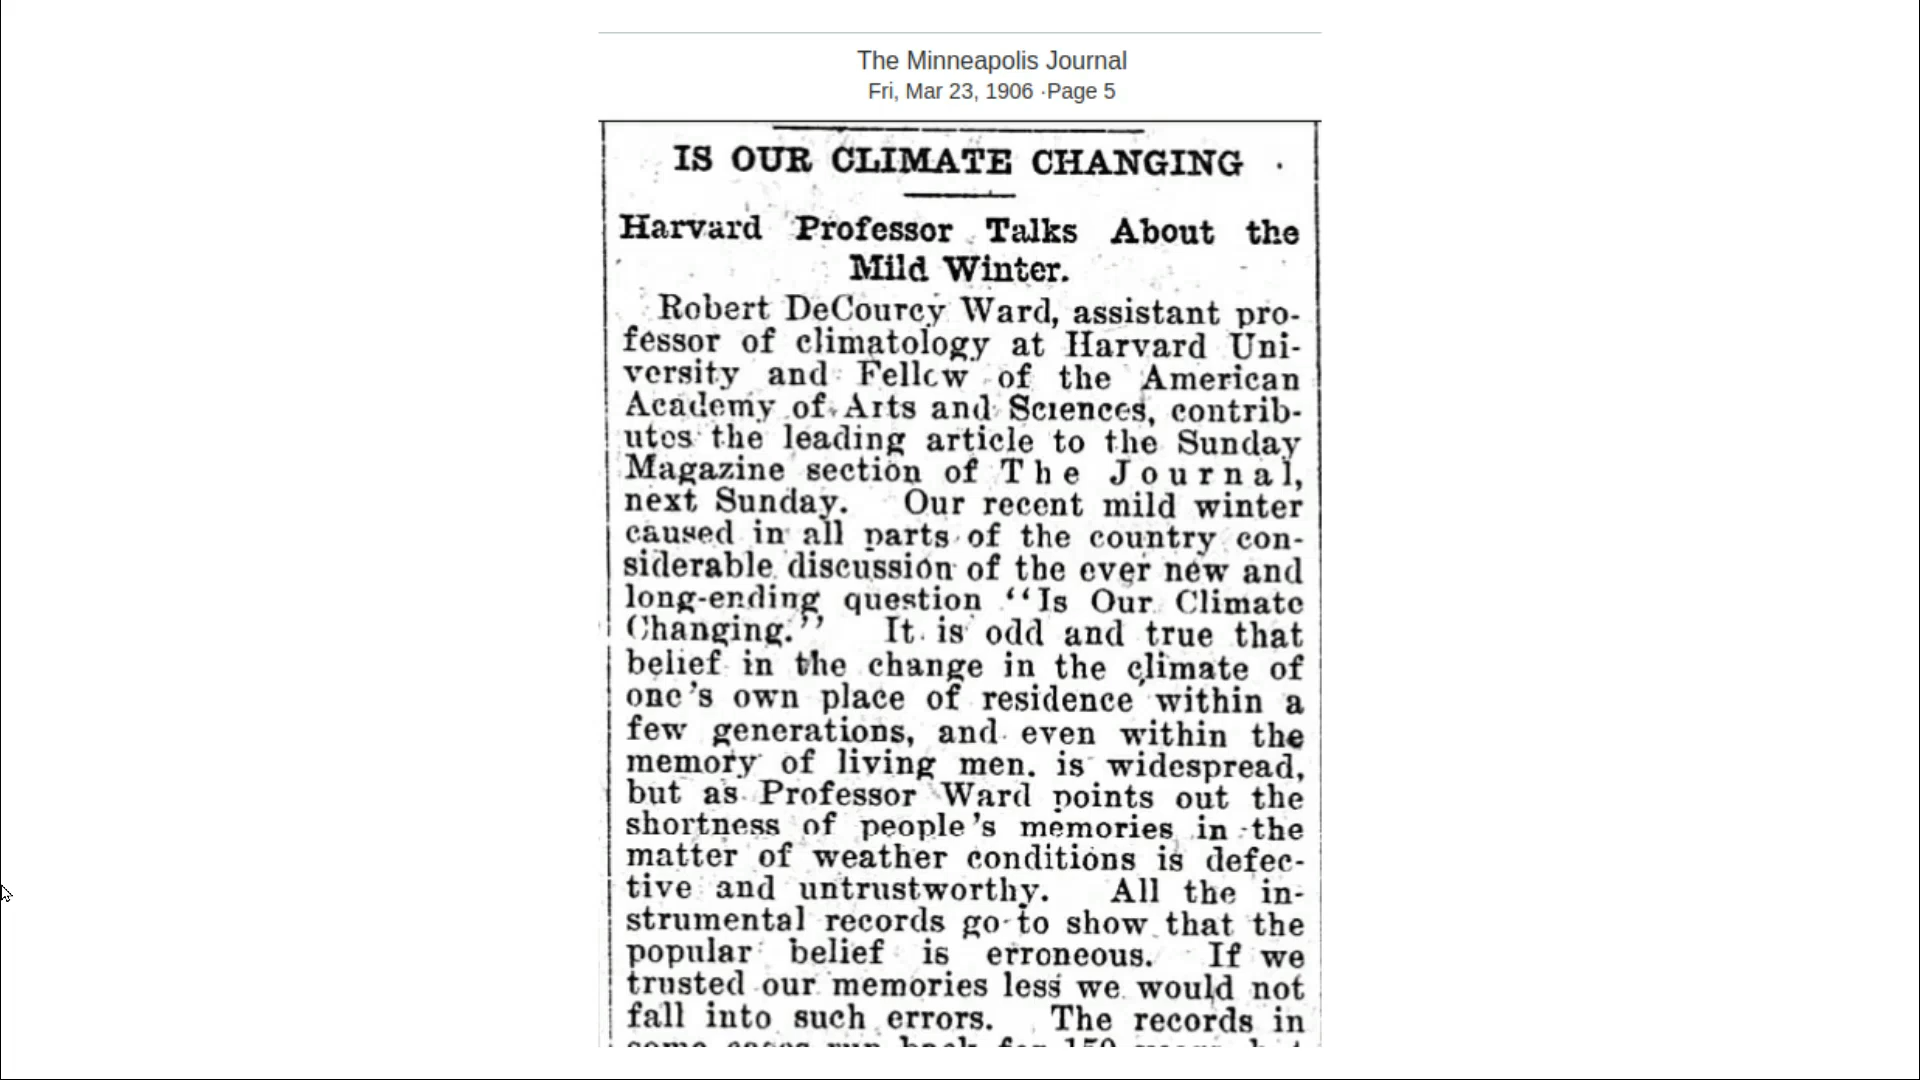 The Minneapolis Journal
Fri, Mar 23, 1906 ·Page 5
IS OUR CLIMATE CHANGING
Harvard Professor Talks About the
Mild Winter.
Robert DeCourcy Ward, assistant pro-
fessor of climatology at Harvard Uni-
versity and Fellow of the American
Academy of Arts and Sciences, contrib-
utes the leading article to the Sunday
Magazine section of The Journal,
next Sunday. Our recent mild winter
caused in all parts of the country con-
siderable discussion of the ever new and
long-ending question "Is Our Climate
Changing." It is odd and true that
belief in the change in the climate of
one's own place of residence within a
few generations, and even within the
memory of living men. is widespread,
but as Professor Ward points out the
shortness of people's memories in the
matter of weather conditions is defec-
tive and untrustworthy. All the in-
strumental records go to show that the
popular belief is erroneous. If we
trusted our memories less we would not
fall into such errors. The records in
some cases run back for 150 years, but